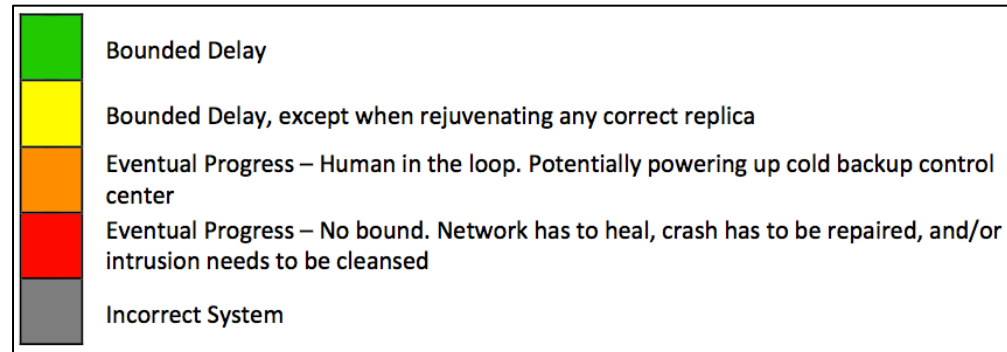 Bounded Delay
Bounded Delay, except when rejuvenating any correct replica
Eventual Progress – Human in the loop. Potentially powering up cold backup control
center
Eventual Progress – No bound. Network has to heal, crash has to be repaired, and/or
intrusion needs to be cleansed
Incorrect System